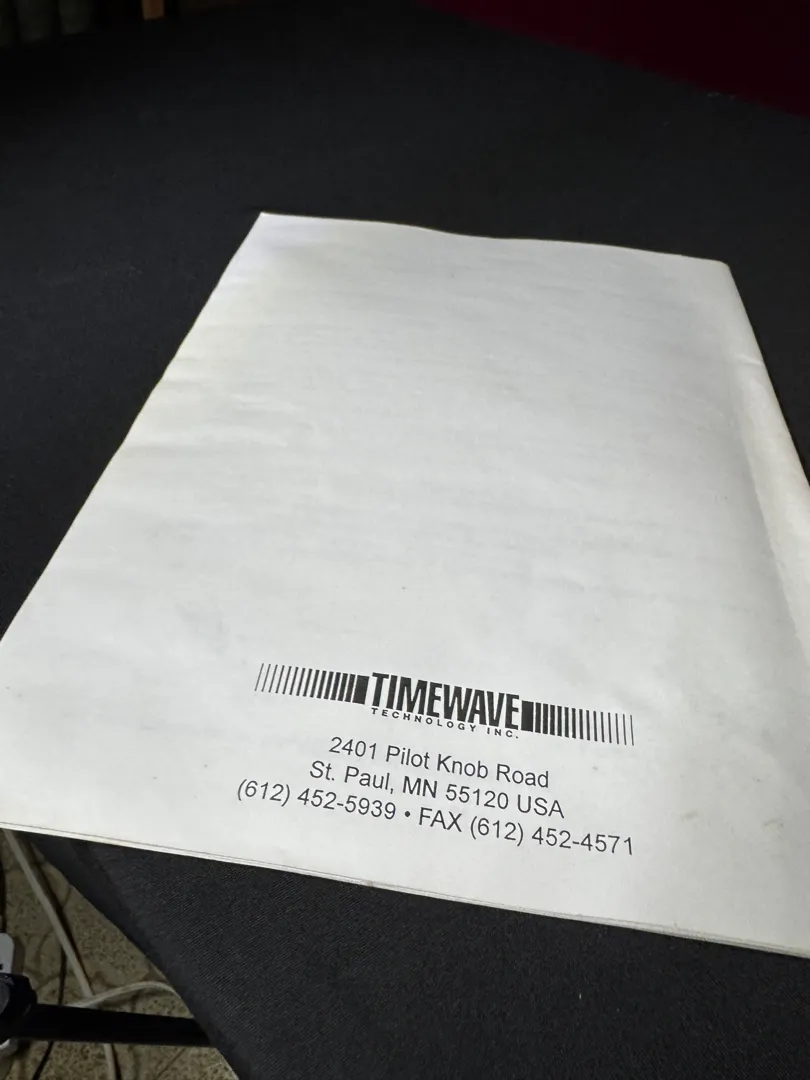 TIMEWAVE
TECHNOLOGY INC.
2401 Pilot Knob Road
St. Paul, MN 55120 USA
(612) 452-5939 • FAX (612) 452-4571